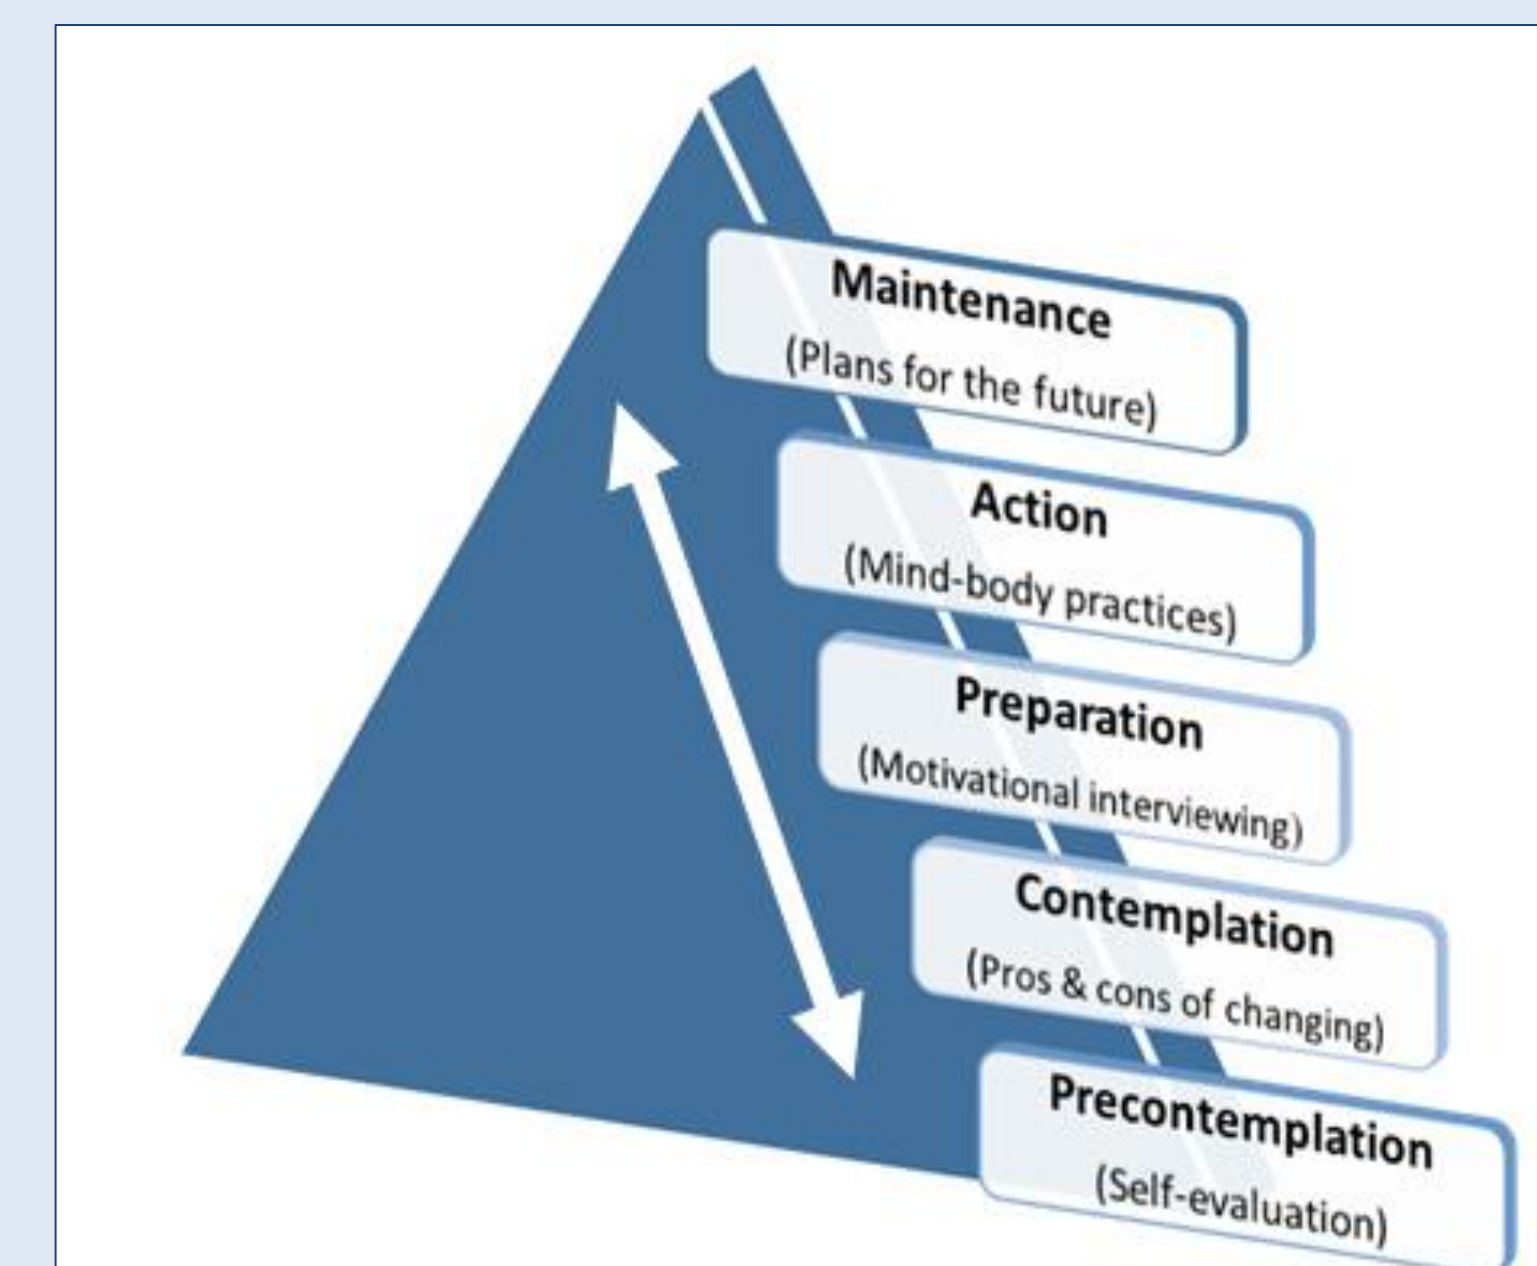 Maintenance
(Plans for the future)
Action
(Mind-body practices)
Preparation
(Motivational interviewing)
Contemplation
(Pros & cons of changing)
Precontemplation
(Self-evaluation)